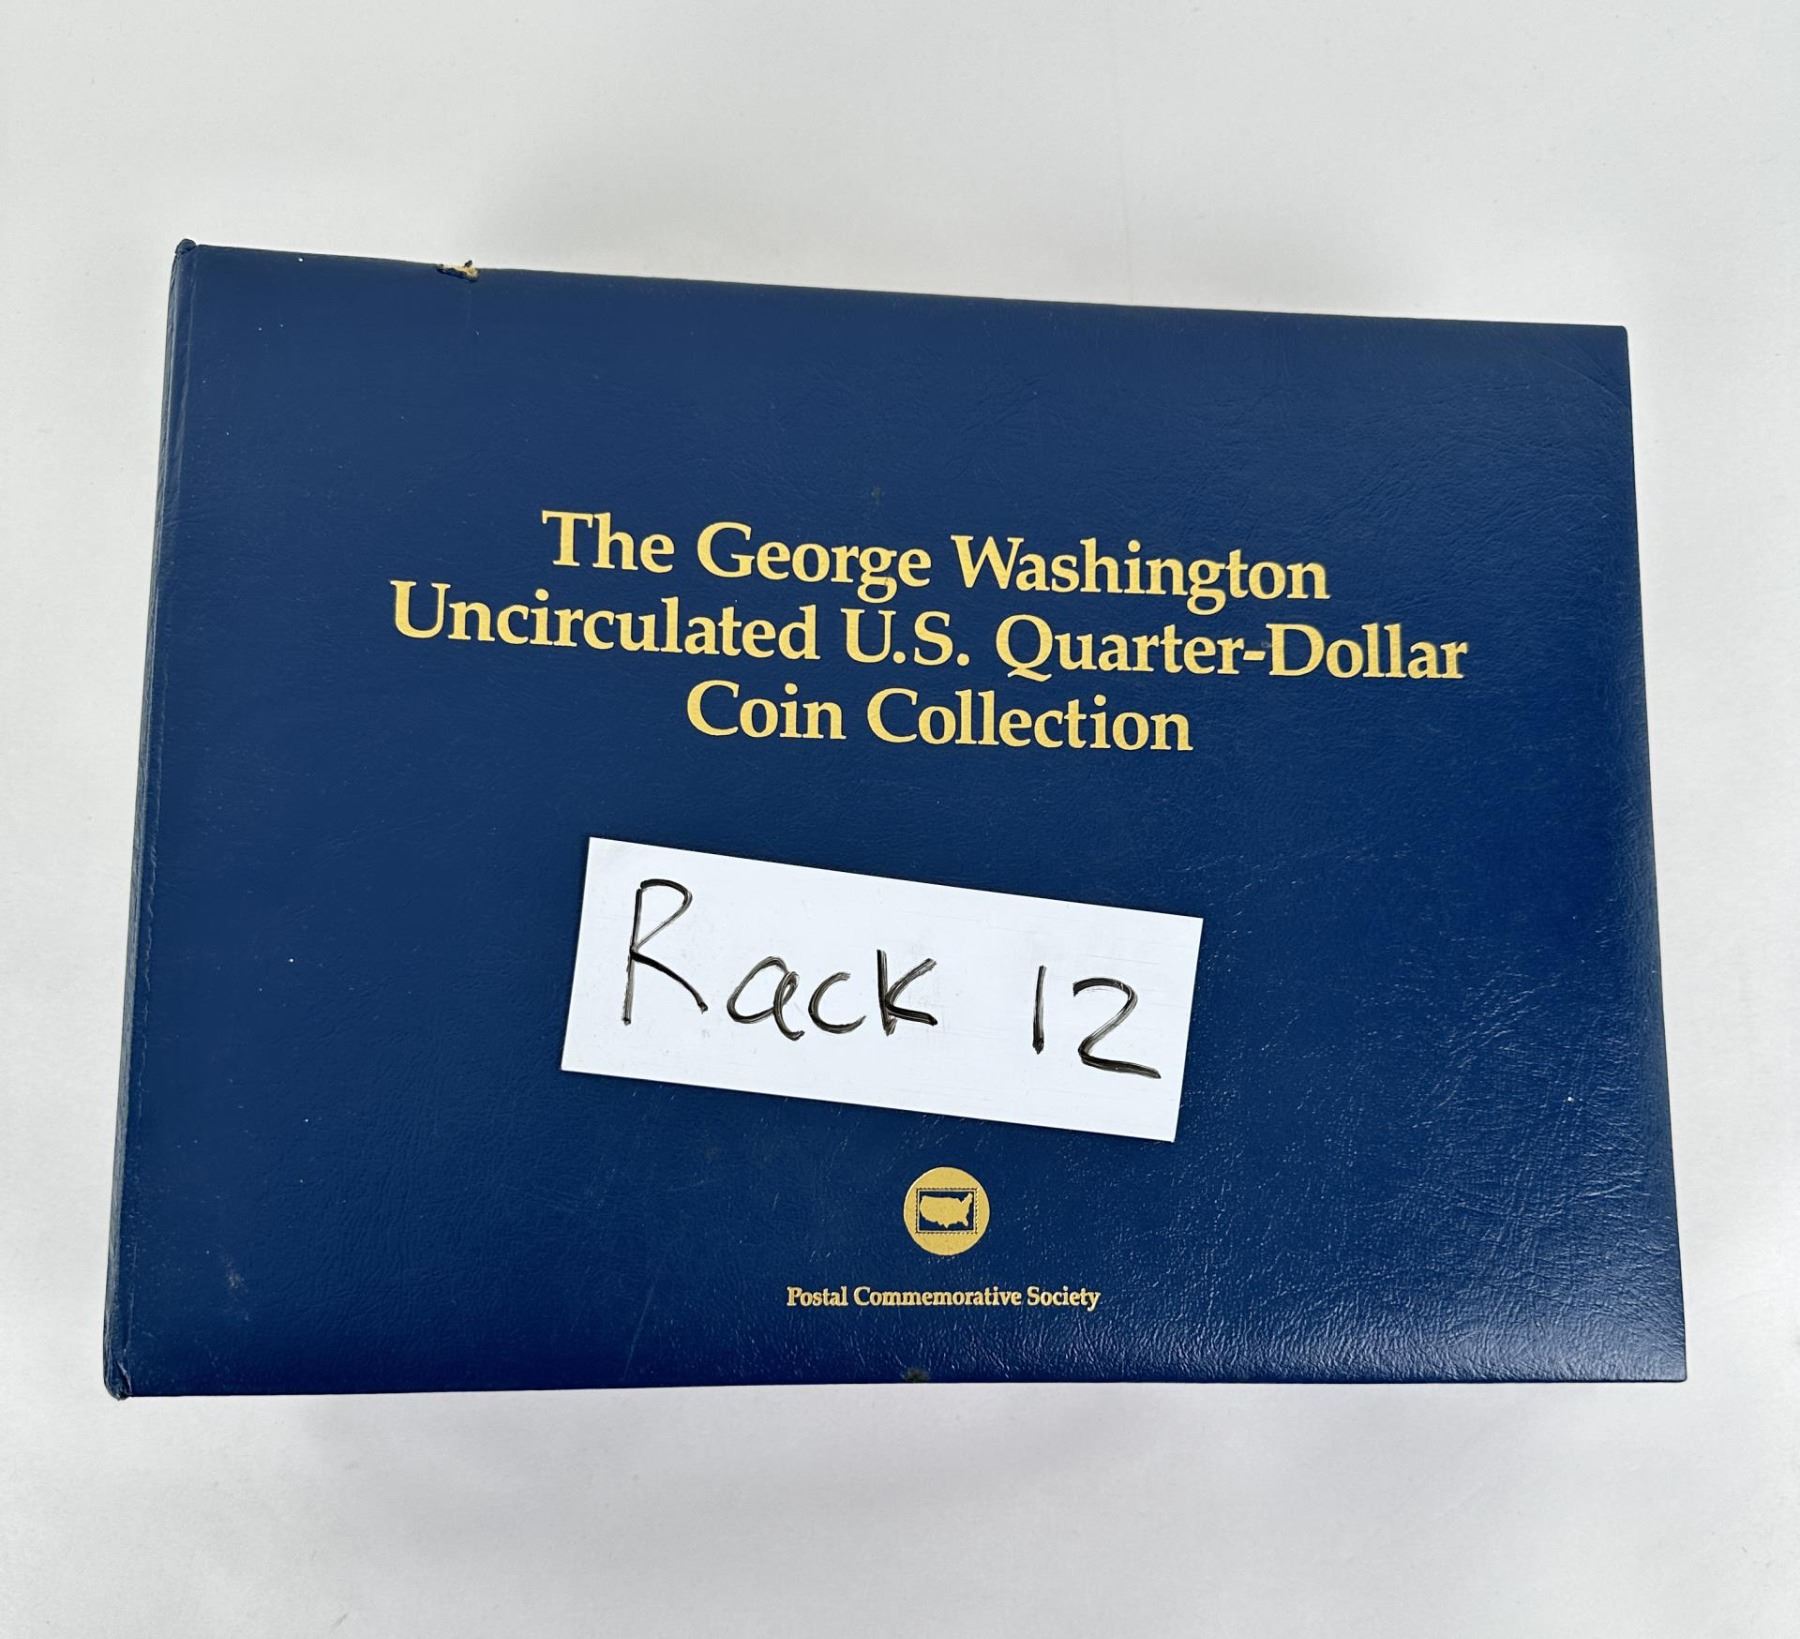 The George Washington
Uncirculated U.S. Quarter-Dollar
Coin Collection
Rack 12
Postal Commemorative Society